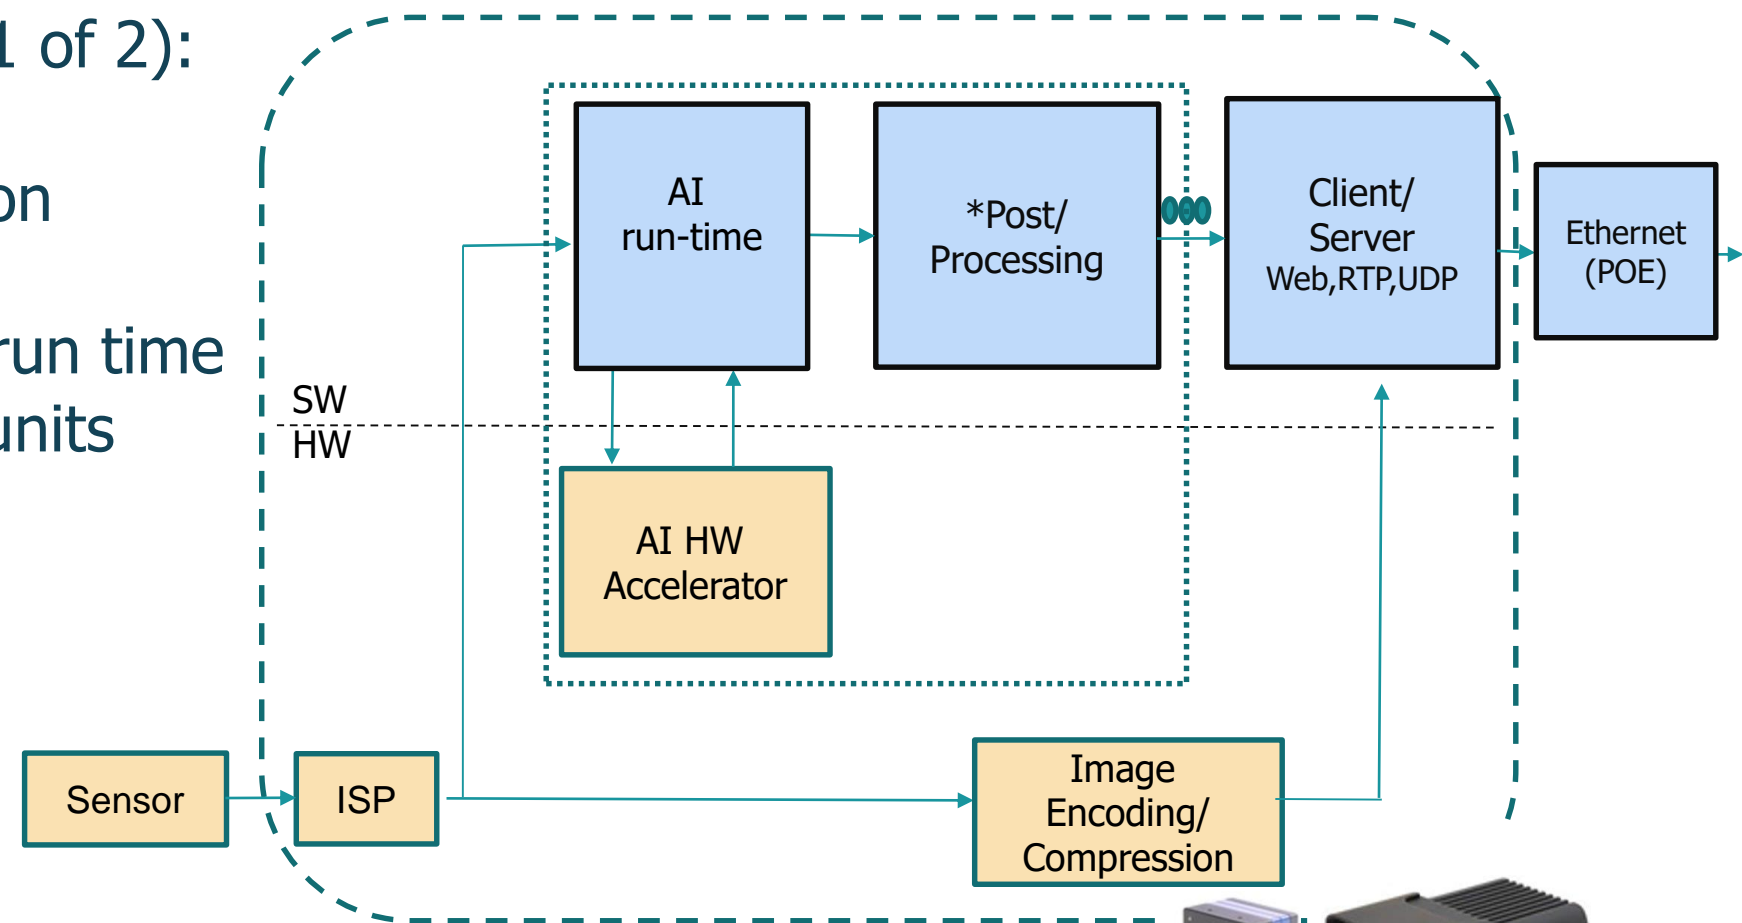 1 of 2):
on
run time
units
AI
run-time
*Post/
Processing
Client/
Server
Web,RTP,UDP
Ethernet
(POE)
SW
HW
AI HW
Accelerator
Sensor
ISP
Image
Encoding/
Compression